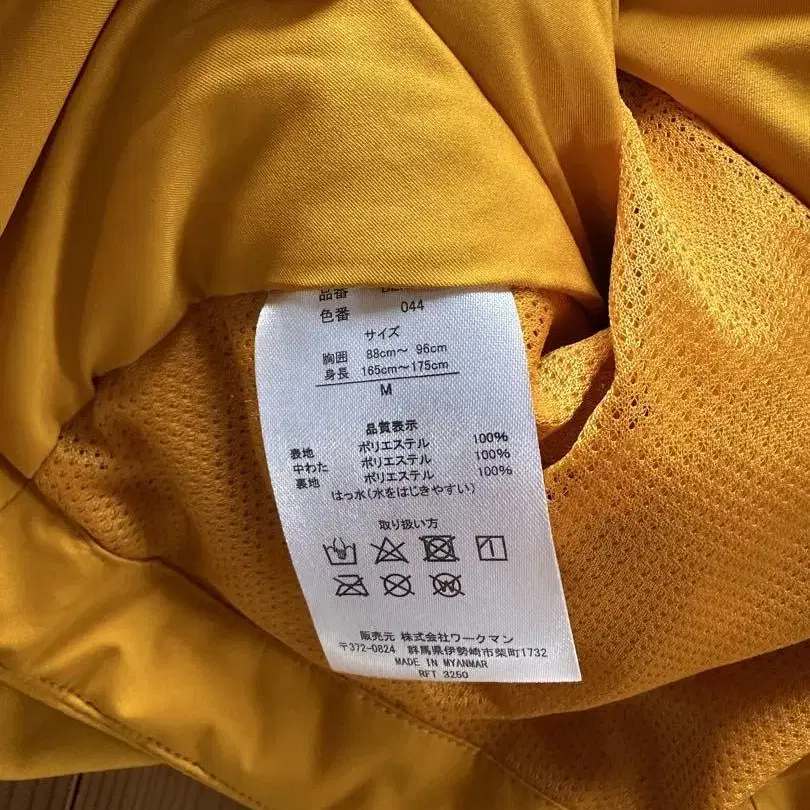 品番
色番 044
サイズ
胸囲 88cm～ 96cm
身長 165cm～175cm
M
品質表示
表地 ポリエステル 100%
中わた ポリエステル 100%
裏地 ポリエステル 100%
はっ水(水をはじきやすい)
取り扱い方
販売元 株式会社ワークマン
〒372-0824 群馬県伊勢崎市柴町1732
MADE IN MYANMAR
RFT 3250